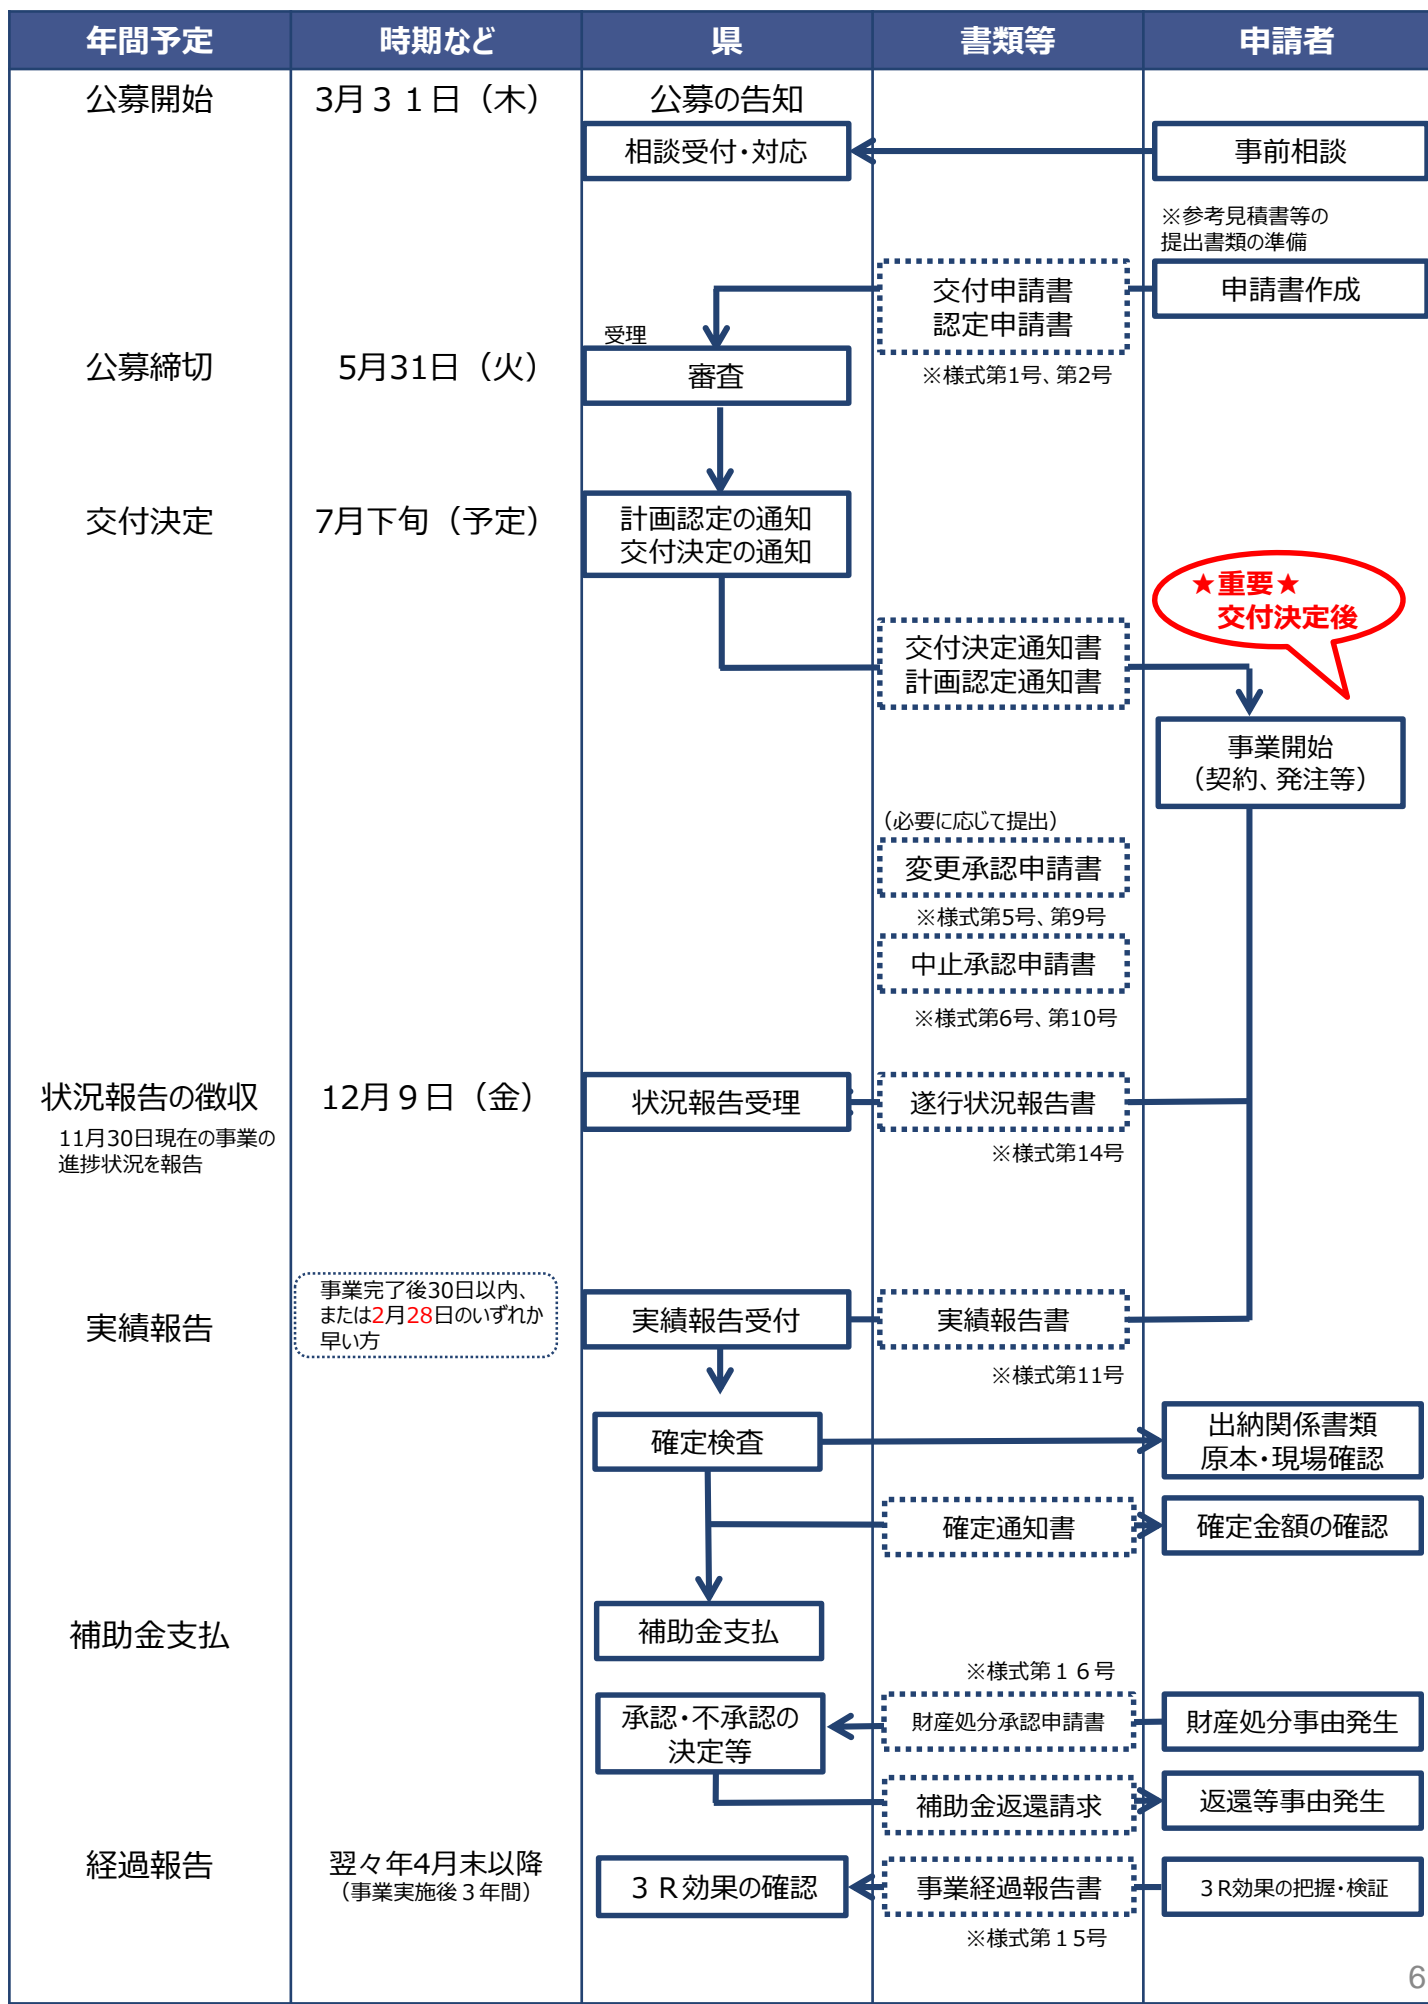 年間予定
時期など
県
書類等
申請者
公募開始
3月３１日（木）
公募の告知
相談受付・対応
事前相談
※参考見積書等の
提出書類の準備
交付申請書
認定申請書
申請書作成
※様式第1号、第2号
受理
公募締切
5月31日（火）
審査
交付決定
7月下旬（予定）
計画認定の通知
交付決定の通知
★重要★
交付決定後
交付決定通知書
計画認定通知書
事業開始
（契約、発注等）
（必要に応じて提出）
変更承認申請書
※様式第5号、第9号
中止承認申請書
※様式第6号、第10号
状況報告の徴収
11月30日現在の事業の
進捗状況を報告
12月９日（金）
状況報告受理
遂行状況報告書
※様式第14号
実績報告
事業完了後30日以内、
または2月28日のいずれか
早い方
実績報告受付
実績報告書
※様式第11号
確定検査
出納関係書類
原本・現場確認
確定通知書
確定金額の確認
補助金支払
補助金支払
※様式第１６号
承認・不承認の
決定等
財産処分承認申請書
財産処分事由発生
補助金返還請求
返還等事由発生
経過報告
翌々年4月末以降
（事業実施後３年間）
３Ｒ効果の確認
事業経過報告書
３Ｒ効果の把握・検証
※様式第１5号
6